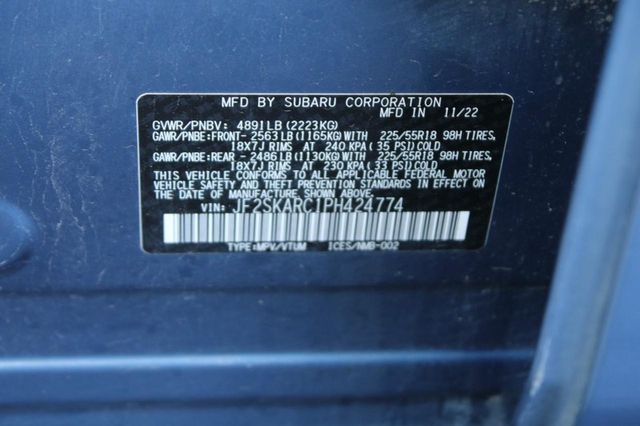 MFD BY SUBARU CORPORATION
MFD IN 11/22
GVWR/PNBV: 4891LB (2223KG)
GAWR/PNBE:FRONT- 2563LB(1165KG)WITH 225/55R18 98H TIRES,
18X7J RIMS AT 240 KPA (35 PSI)COLD
GAWR/PNBE:REAR - 2486LB(1130KG)WITH 225/55R18 98H TIRES,
18X7J RIMS AT 230 KPA (33 PSI)COLD
THIS VEHICLE CONFORMS TO ALL APPLICABLE FEDERAL MOTOR
VEHICLE SAFETY AND THEFT PREVENTION STANDARDS IN EFFECT
ON THE DATE OF MANUFACTURE SHOWN ABOVE.
VIN: JF2SKARC1PH424774
TYPE:MPV/VTUM ICES/NMB-002